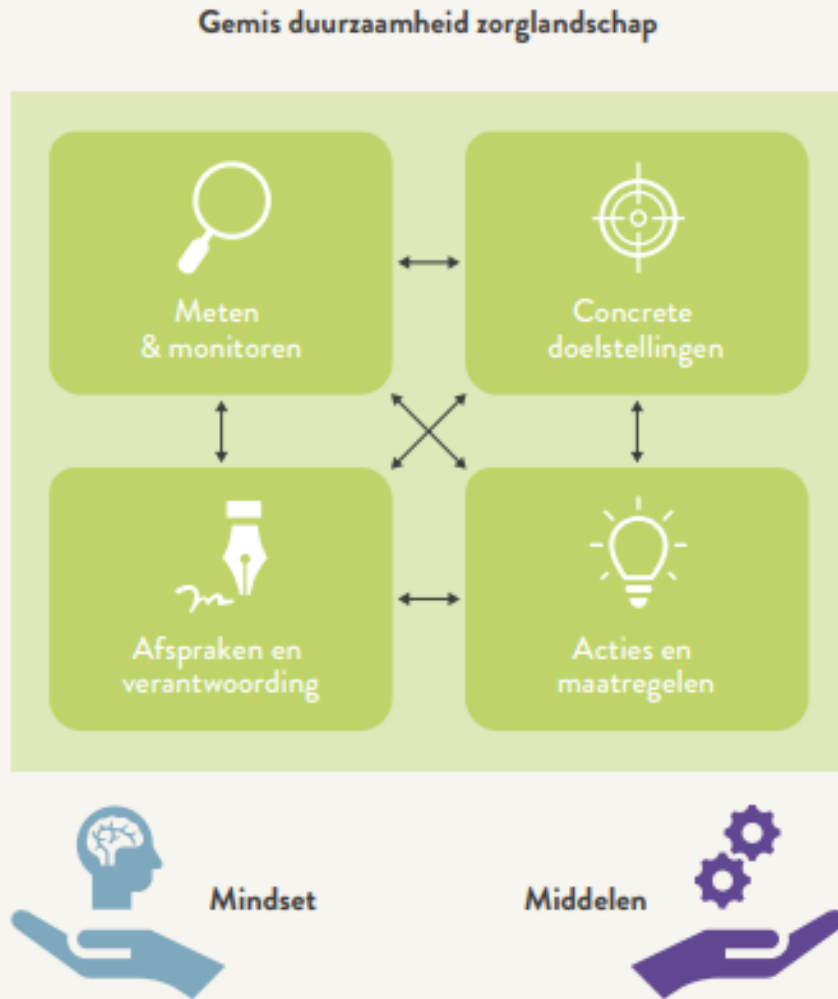 Gemis duurzaamheid zorglandschap
Meten
& monitoren
Concrete
doelstellingen
Afspraken en
verantwoording
Acties en
maatregelen
Mindset
Middelen